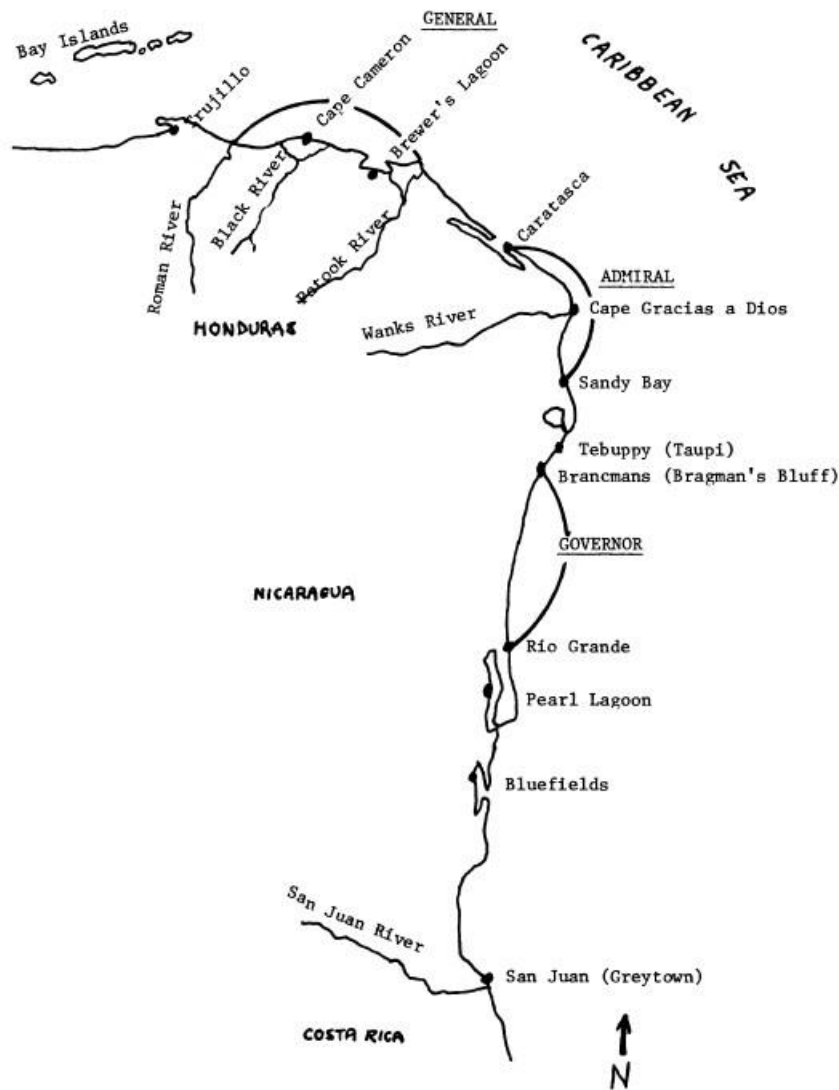 GENERAL
Bay Islands
CARIBBEAN
SEA
Trujillo
Cape Cameron
Brewer's Lagoon
Roman River
Black River
Patook River
Caratasca
ADMIRAL
Cape Gracias a Dios
HONDURAS
Wanks River
Sandy Bay
Tebuppy (Taupi)
Brancmans (Bragman's Bluff)
GOVERNOR
NICARAGUA
Río Grande
Pearl Lagoon
Bluefields
San Juan River
San Juan (Greytown)
COSTA RICA
N